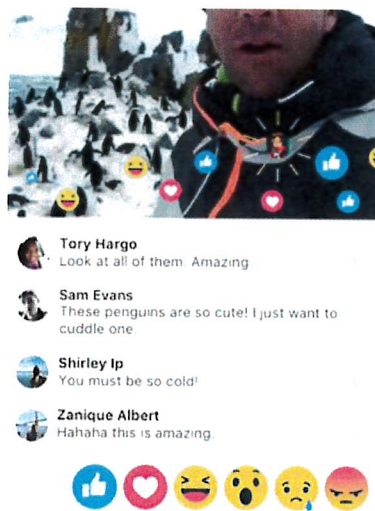 Tory Hargo
Look at all of them. Amazing
Sam Evans
These penguins are so cute! I just want to
cuddle one.
Shirley Ip
You must be so cold!
Zanique Albert
Hahaha this is amazing.